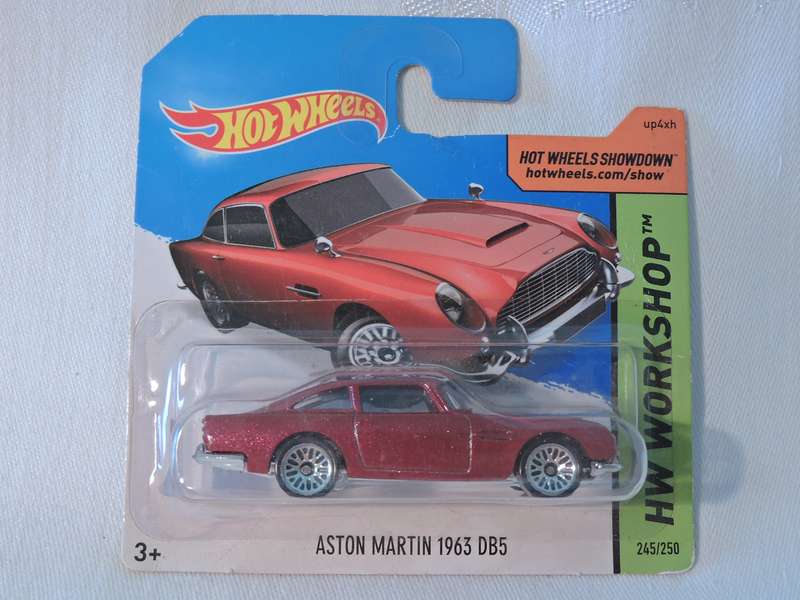 HOT WHEELS
up4xh
HOT WHEELS SHOWDOWN™
hotwheels.com/show
HW WORKSHOP™
3+
ASTON MARTIN 1963 DB5
245/250